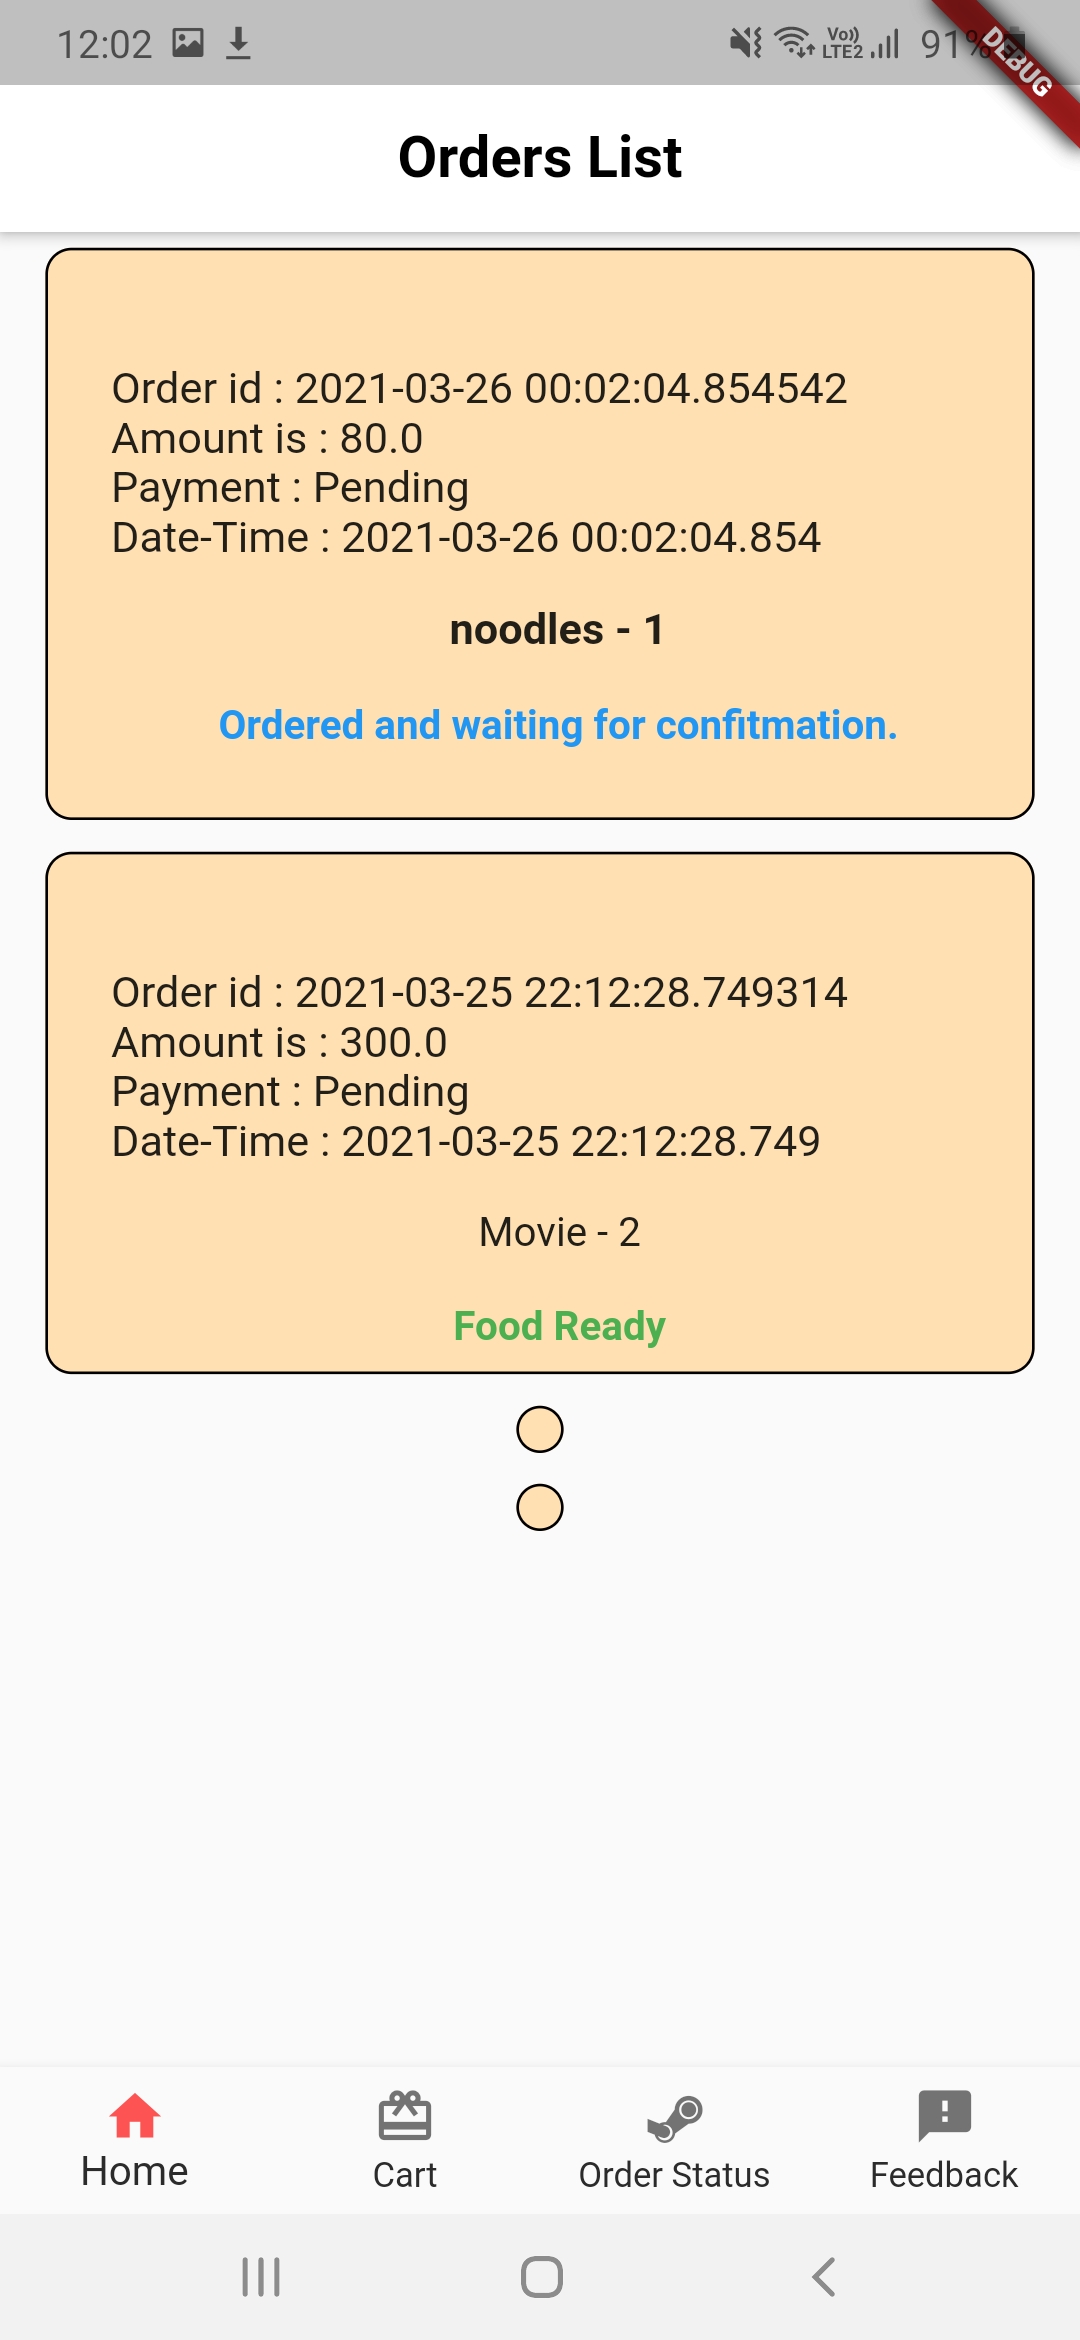 12:02
Vo))
LTE2
91%
DEBUG
Orders List
Order id : 2021-03-26 00:02:04.854542
Amount is : 80.0
Payment : Pending
Date-Time : 2021-03-26 00:02:04.854
noodles - 1
Ordered and waiting for confitmation.
Order id : 2021-03-25 22:12:28.749314
Amount is : 300.0
Payment : Pending
Date-Time : 2021-03-25 22:12:28.749
Movie - 2
Food Ready
Home
Cart
Order Status
Feedback